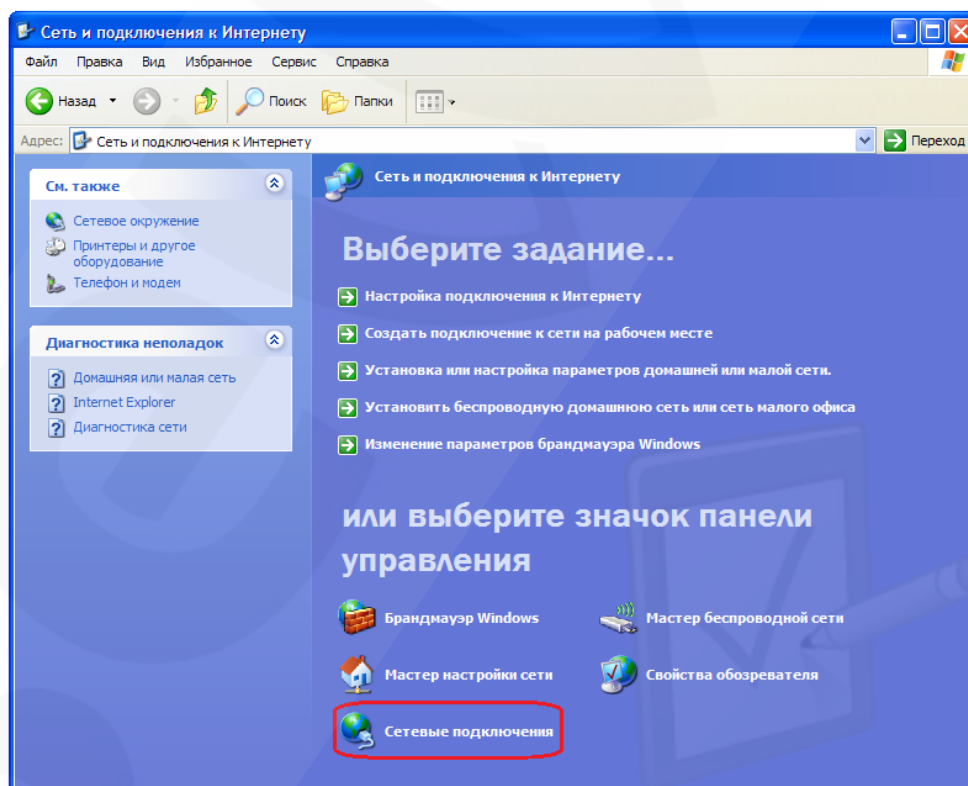 Сеть и подключения к Интернету
Файл Правка Вид Избранное Сервис Справка
Назад Поиск Папки
Адрес: Сеть и подключения к Интернету Переход
См. также
Сетевое окружение
Принтеры и другое
оборудование
Телефон и модем
Диагностика неполадок
Домашняя или малая сеть
Internet Explorer
Диагностика сети
Сеть и подключения к Интернету
Выберите задание...
Настройка подключения к Интернету
Создать подключение к сети на рабочем месте
Установка или настройка параметров домашней или малой сети.
Установить беспроводную домашнюю сеть или сеть малого офиса
Изменение параметров брандмауэра Windows
или выберите значок панели
управления
Брандмауэр Windows Мастер беспроводной сети
Мастер настройки сети Свойства обозревателя
Сетевые подключения